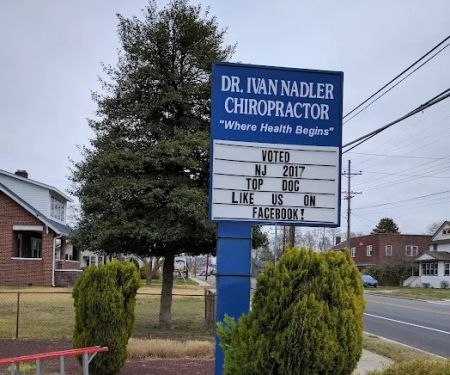 DR. IVAN NADLER
CHIROPRACTOR
"Where Health Begins"
VOTED
NJ 2017
TOP DOC
LIKE US ON
FACEBOOK!